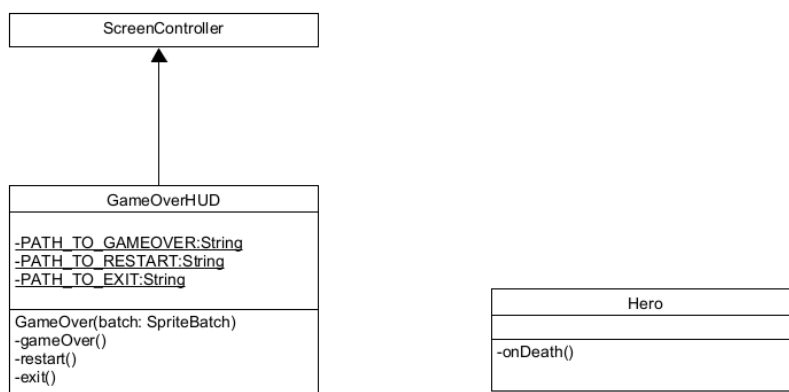 ScreenController
GameOverHUD
-PATH_TO_GAMEOVER:String
-PATH_TO_RESTART:String
-PATH_TO_EXIT:String
GameOver(batch: SpriteBatch)
-gameOver()
-restart()
-exit()
Hero
-onDeath()